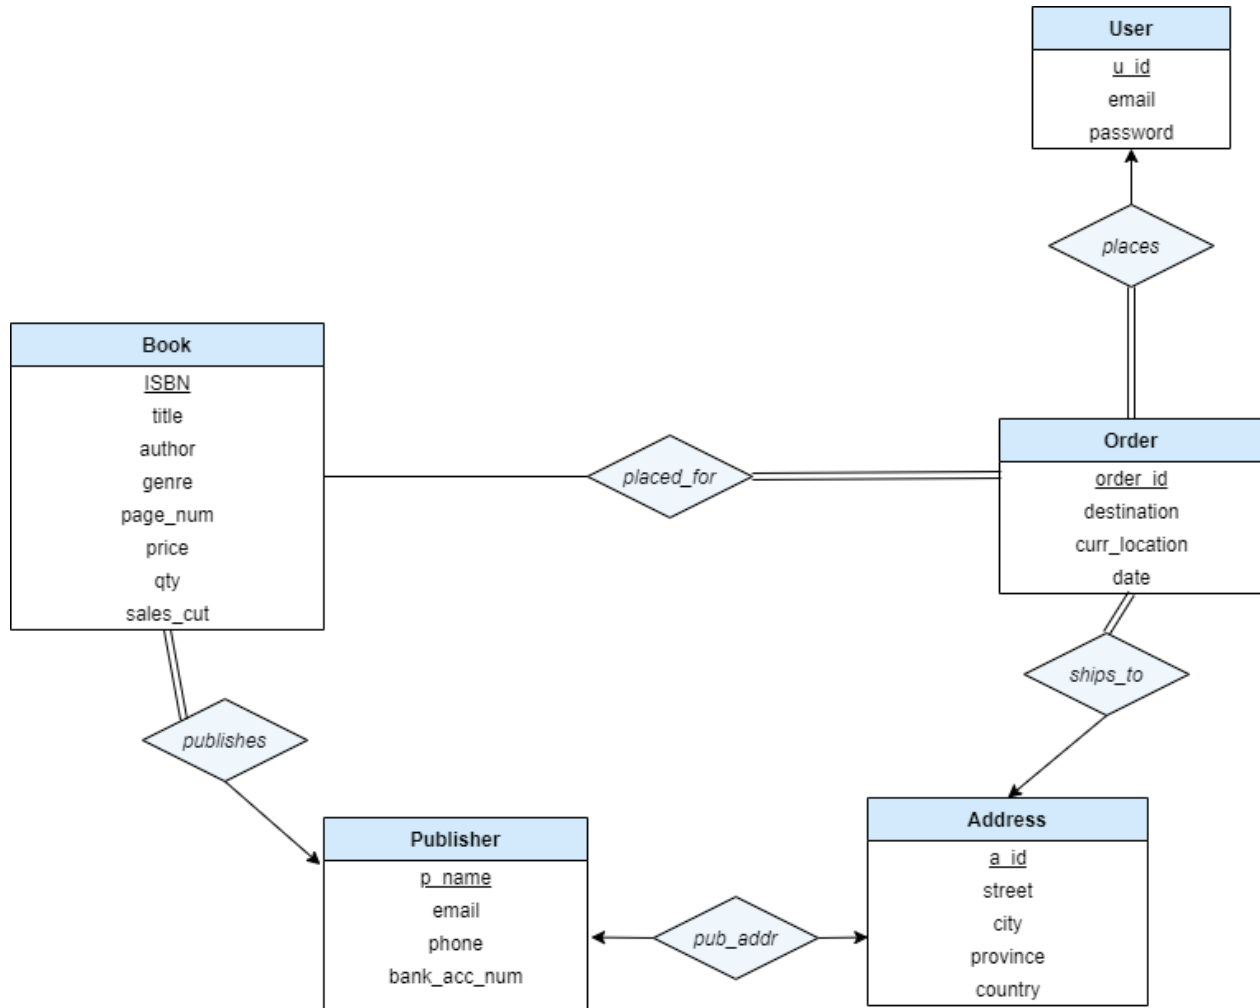 User
u_id
email
password
places
Book
ISBN
title
author
genre
page_num
price
qty
sales_cut
placed_for
Order
order_id
destination
curr_location
date
publishes
ships_to
Publisher
p_name
email
phone
bank_acc_num
pub_addr
Address
a_id
street
city
province
country